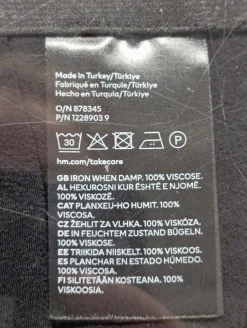 Made in Turkey/Türkiye
Fabriqué en Turquie/Türkiye
Hecho en Turquía/Türkiye
O/N 878345
P/N 1228903 9
30 P
hm.com/takecare
GB IRON WHEN DAMP. 100% VISCOSE.
AL HEKUROSNI KUR ËSHTË E NJOMË.
100% VISKOZË.
CAT PLANXEU-HO HUMIT. 100%
VISCOSA.
CZ ŽEHLIT ZA VLHKA. 100% VISKÓZA.
DE IN FEUCHTEM ZUSTAND BÜGELN.
100% VISKOSE.
EE TRIIKIDA NIISKELT. 100% VISKOOS.
ES PLANCHAR EN ESTADO HÚMEDO.
100% VISCOSA.
FI SILITETÄÄN KOSTEANA. 100%
VISKOOSIA.